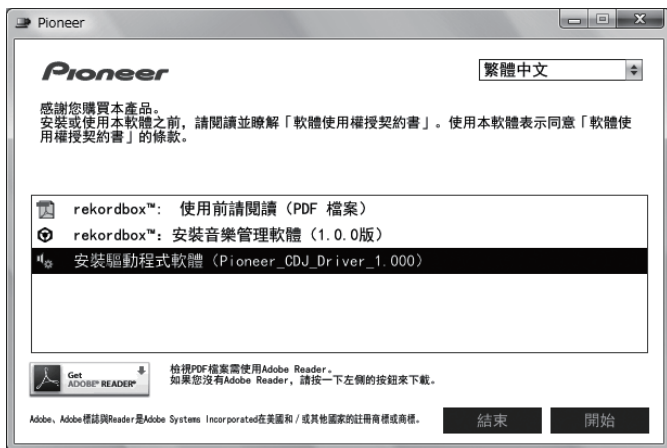 Pioneer
Pioneer
繁體中文
感謝您購買本產品。
安裝或使用本軟體之前，請閱讀並瞭解「軟體使用權授契約書」。使用本軟體表示同意「軟體使
用權授契約書」的條款。
rekordbox™: 使用前請閱讀（PDF 檔案）
rekordbox™: 安裝音樂管理軟體（1.0.0版）
安裝驅動程式軟體（Pioneer_CDJ_Driver_1.000）
Get
ADOBE® READER®
檢視PDF檔案需使用Adobe Reader。
如果您沒有Adobe Reader，請按一下左側的按鈕來下載。
Adobe、Adobe標誌與Reader是Adobe Systems Incorporated在美國和／或其他國家的註冊商標或商標。
結束
開始